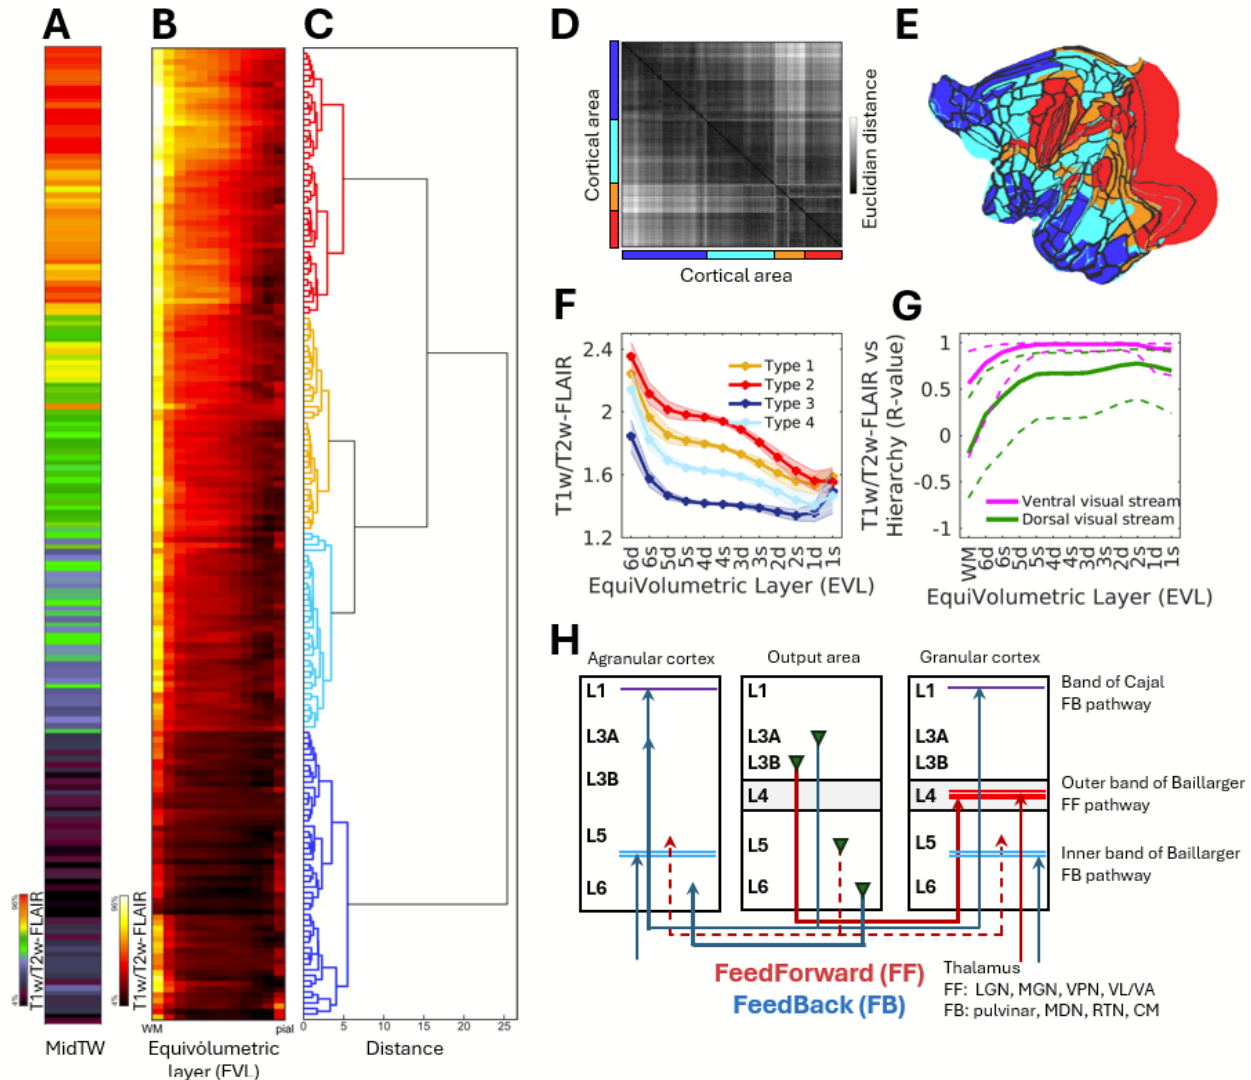 A
B
C
D
E
96%
4%
T1w/T2w-FLAIR
MidTW
96%
4%
T1w/T2w-FLAIR
WM
pial
Equivolumetric
layer (EVL)
0
5
10
15
20
25
Distance
Cortical area
Cortical area
Euclidian distance
F
2.4
2
1.6
1.2
T1w/T2w-FLAIR
Type 1
Type 2
Type 3
Type 4
6d
6s
5d
5s
4d
4s
3d
3s
2d
2s
1d
1s
EquiVolumetric Layer (EVL)
G
1
0.5
0
-0.5
-1
T1w/T2w-FLAIR vs
Hierarchy (R-value)
Ventral visual stream
Dorsal visual stream
WM
6d
6s
5d
5s
4d
4s
3d
3s
2d
2s
1d
1s
EquiVolumetric Layer (EVL)
H
Agranular cortex
Output area
Granular cortex
L1
L3A
L3B
L5
L6
L1
L3A
L3B
L4
L5
L6
L1
L3A
L3B
L4
L5
L6
Band of Cajal
FB pathway
Outer band of Baillarger
FF pathway
Inner band of Baillarger
FB pathway
FeedForward (FF)
FeedBack (FB)
Thalamus
FF: LGN, MGN, VPN, VL/VA
FB: pulvinar, MDN, RTN, CM